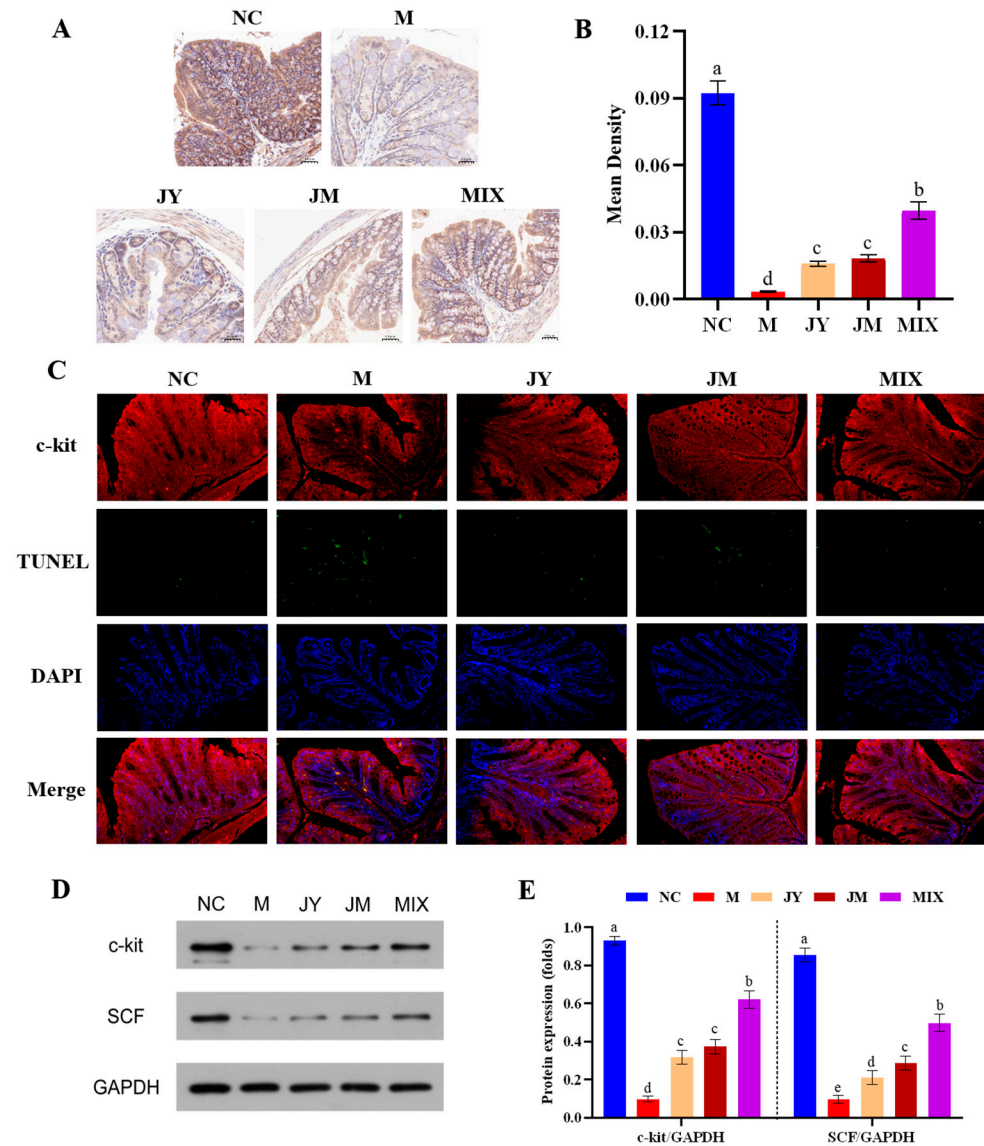 A
NC
M
JY
JM
MIX
B
Mean Density
0.12
0.09
0.06
0.03
0.00
a
d
c
c
b
NC
M
JY
JM
MIX
C
NC
M
JY
JM
MIX
c-kit
TUNEL
DAPI
Merge
D
NC
M
JY
JM
MIX
c-kit
SCF
GAPDH
E
NC
M
JY
JM
MIX
Protein expression (folds)
1.0
0.8
0.6
0.4
0.2
0.0
a
d
c
c
b
a
e
d
c
b
c-kit/GAPDH
SCF/GAPDH